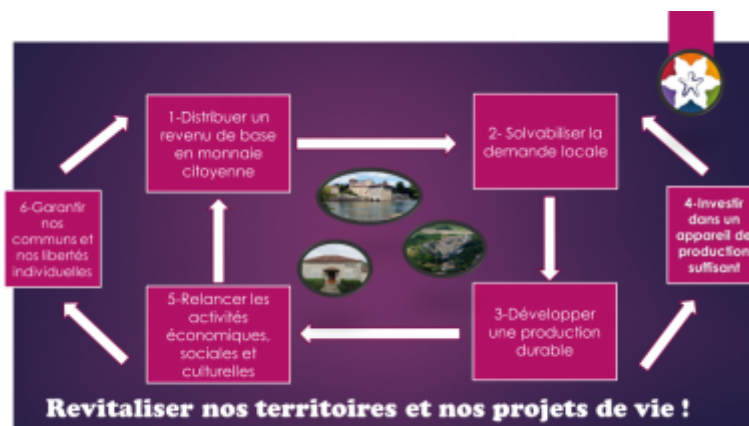 1-Distribuer un
revenu de base
en monnaie
citoyenne
2- Solvabiliser la
demande locale
3-Développer
une production
durable
4-Investir
dans un
appareil de
production
suffisant
5-Relancer les
activités
économiques,
sociales et
culturelles
6-Garantir
nos
communs et
nos libertés
individuelles
Revitaliser nos territoires et nos projets de vie !